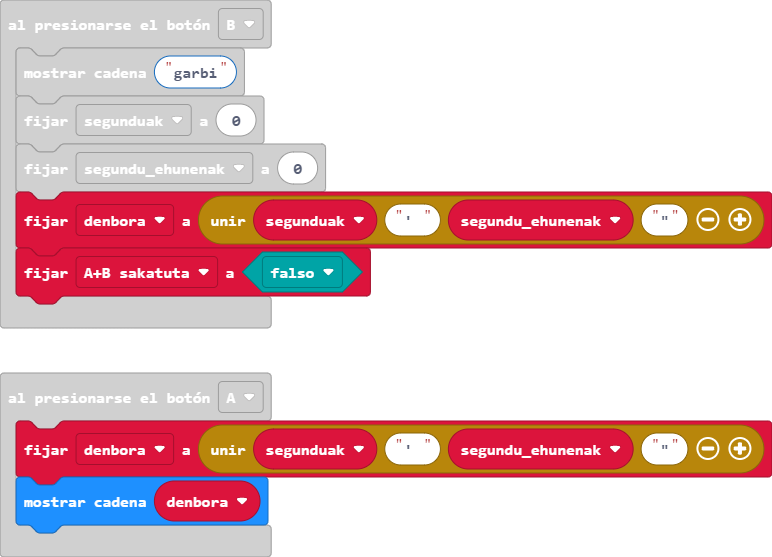 al presionarse el botón B
mostrar cadena "garbi"
fijar segunduak a 0
fijar segundu_ehunenak a 0
fijar denbora a unir segunduak "' " segundu_ehunenak """
fijar A+B sakatuta a falso
al presionarse el botón A
fijar denbora a unir segunduak "' " segundu_ehunenak """
mostrar cadena denbora